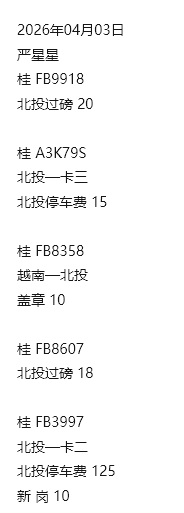 2026年04月03日
严星星
桂 FB9918
北投过磅 20
桂 A3K79S
北投—卡三
北投停车费 15
桂 FB8358
越南—北投
盖章 10
桂 FB8607
北投过磅 18
桂 FB3997
北投—卡二
北投停车费 125
新 岗 10